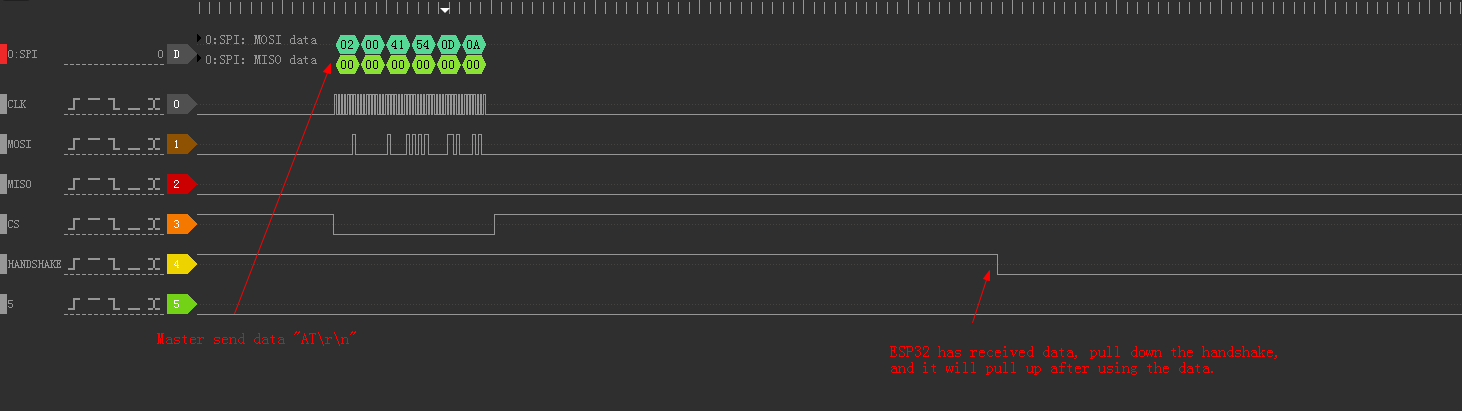 0:SPI 0 D 0:SPI: MOSI data 02 00 41 54 0D 0A
0:SPI: MISO data 00 00 00 00 00 00
CLK 0
MOSI 1
MISO 2
CS 3
HANDSHAKE 4
5 5
Master send data "AT\r\n"
ESP32 has received data, pull down the handshake,
and it will pull up after using the data.